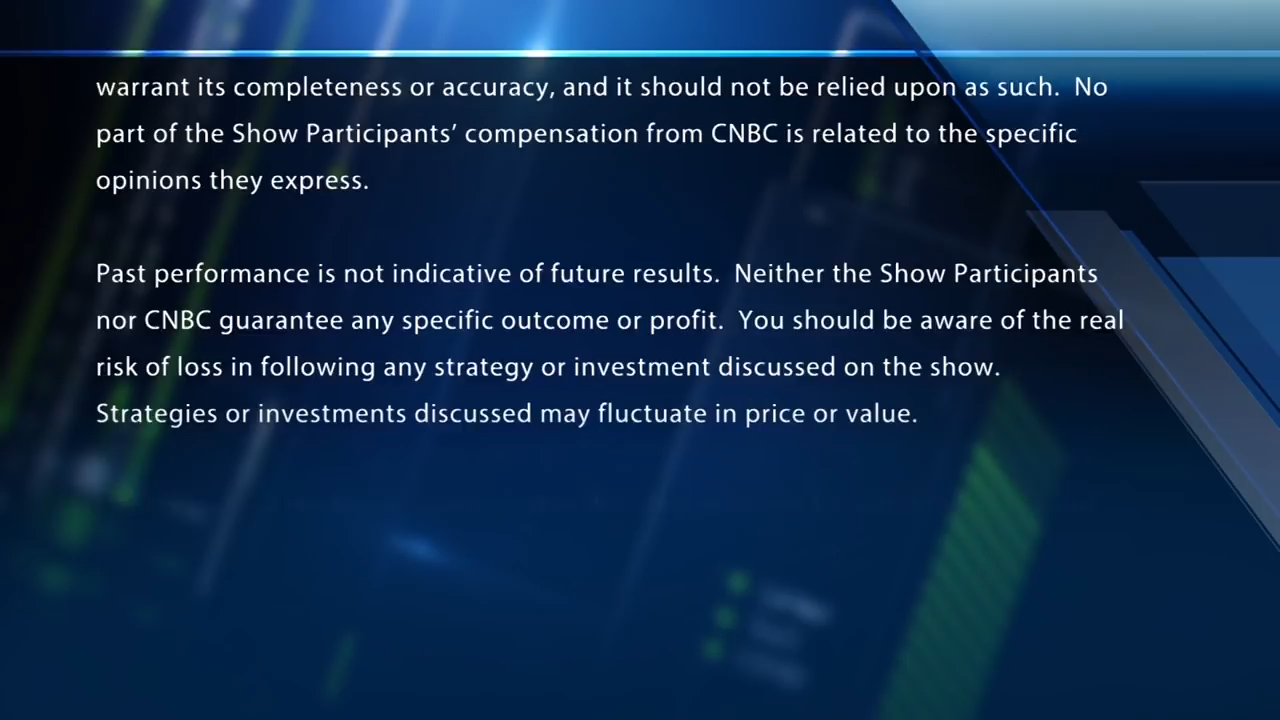 warrant its completeness or accuracy, and it should not be relied upon as such.  No
part of the Show Participants’ compensation from CNBC is related to the specific
opinions they express.
Past performance is not indicative of future results.  Neither the Show Participants
nor CNBC guarantee any specific outcome or profit.  You should be aware of the real
risk of loss in following any strategy or investment discussed on the show.
Strategies or investments discussed may fluctuate in price or value.